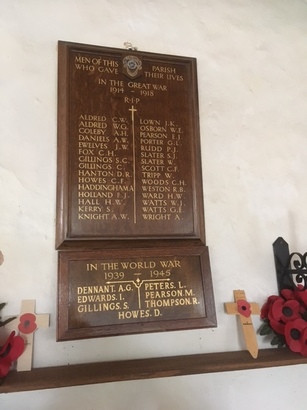 MEN OF THIS PARISH
WHO GAVE THEIR LIVES
IN THE GREAT WAR
1914 - 1918
R·I·P
ALDRED C.W.
ALDRED W.G.
COLEBY A.H.
DANIELS A.W.
EWELVES J.W.
FOX C.H.
GILLINGS S.C.
GILLINGS C.
HANTON D.R.
HOWES C.F.
HADDINGHAM A
HOLLAND F.J.
HALL H.W.
KERRY S.
KNIGHT A.W.
LOWN J.K.
OSBORN W.E.
PEARSON J.J.
PORTER G.L.
RUDD P.J.
SLATER S.J.
SLATER W.
SCOTT C.F.
TRIPP W.
WOODS C.H.
WESTON R.R.
WARD H.W.
WATTS W.J.
WATTS G.F.
WRIGHT A.
IN THE WORLD WAR
1939 - 1945
DENNANT. A.G.
EDWARDS. I.
GILLINGS. S.
PETERS. L.
PEARSON. M.
THOMPSON. R.
HOWES. D.